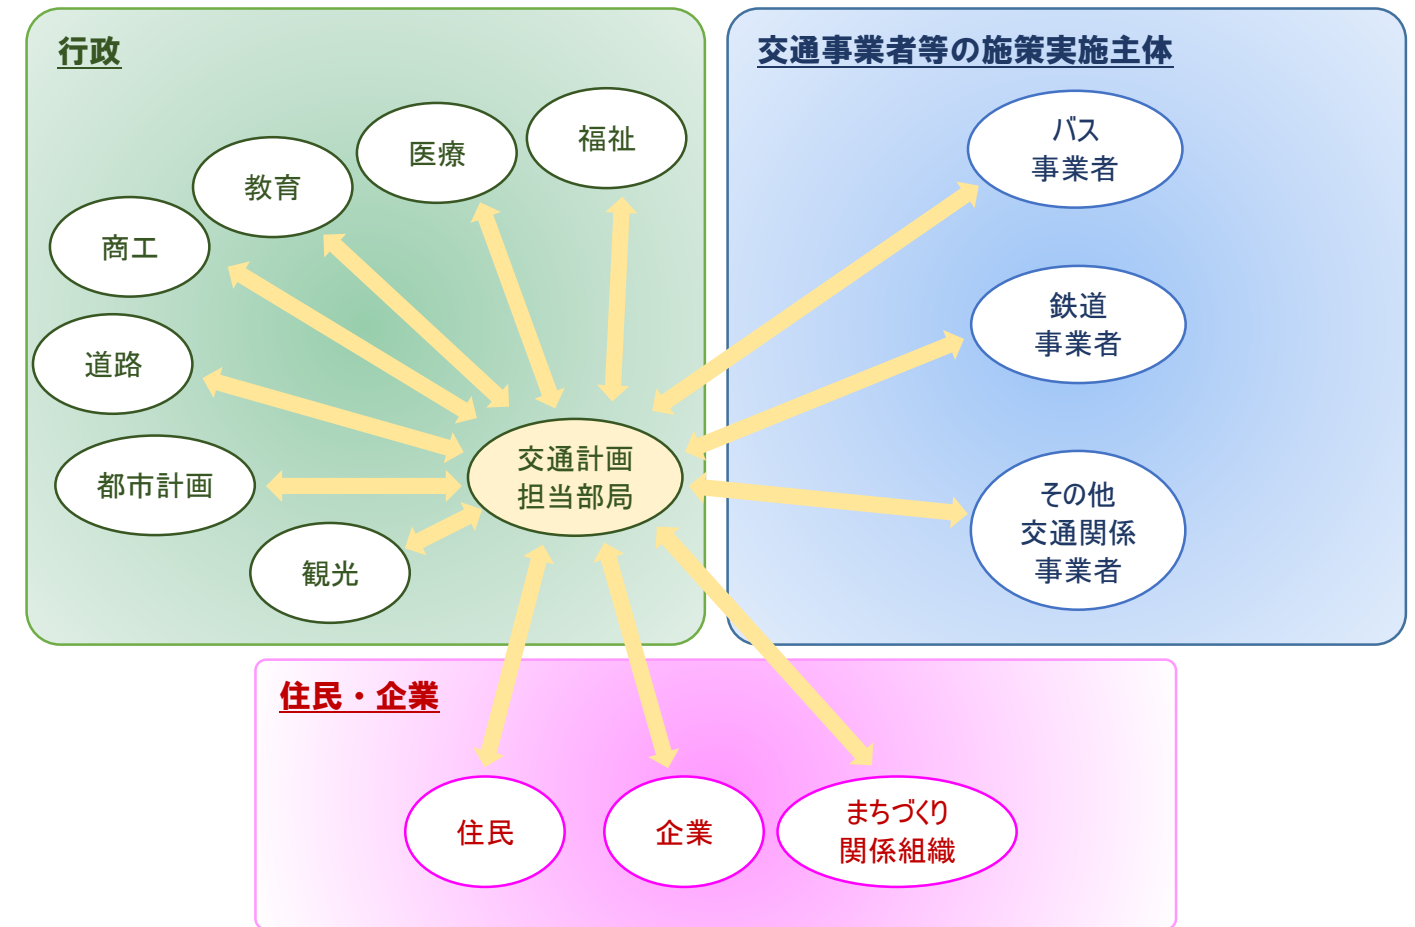 行政
福祉
医療
教育
商工
道路
都市計画
観光
交通計画
担当部局
交通事業者等の施策実施主体
バス
事業者
鉄道
事業者
その他
交通関係
事業者
住民・企業
住民
企業
まちづくり
関係組織